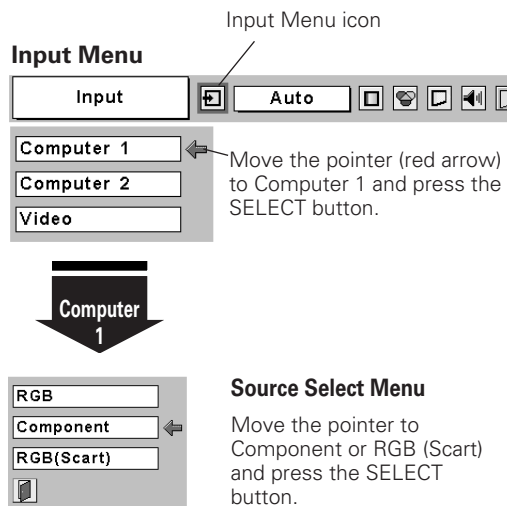 Input Menu icon
Input Menu
Input
Auto
Computer 1
Computer 2
Video
Move the pointer (red arrow)
to Computer 1 and press the
SELECT button.
Computer
1
RGB
Component
RGB(Scart)
Source Select Menu
Move the pointer to
Component or RGB (Scart)
and press the SELECT
button.